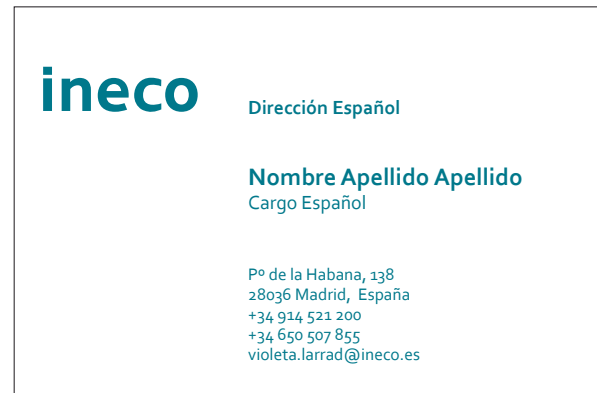 ineco
Dirección Español
Nombre Apellido Apellido
Cargo Español
Pº de la Habana, 138
28036 Madrid, España
+34 914 521 200
+34 650 507 855
violeta.larrad@ineco.es